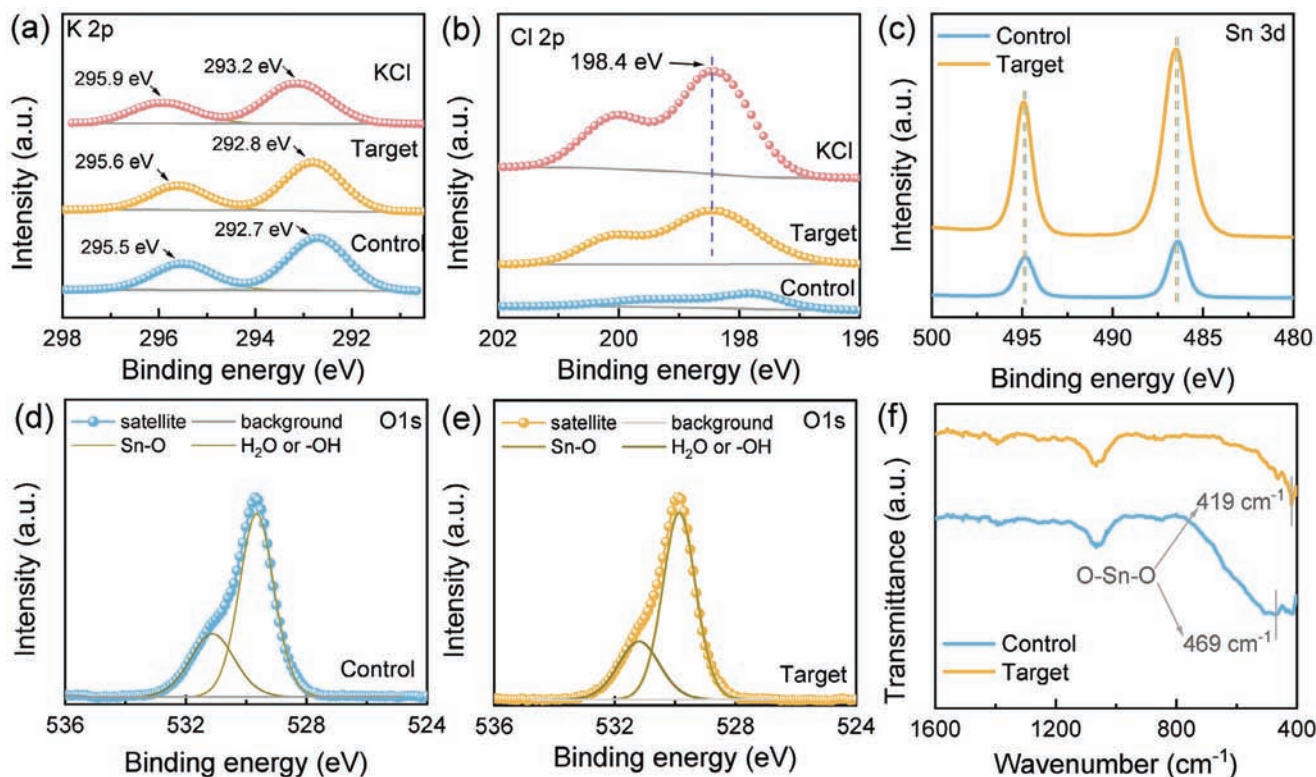 (a)
K 2p
293.2 eV
KCl
295.9 eV
292.8 eV
Target
295.6 eV
292.7 eV
Control
295.5 eV
Intensity (a.u.)
298 296 294 292
Binding energy (eV)
(b)
Cl 2p
198.4 eV
KCl
Target
Control
Intensity (a.u.)
202 200 198 196
Binding energy (eV)
(c)
Control
Sn 3d
Target
Intensity (a.u.)
500 495 490 485 480
Binding energy (eV)
(d)
satellite background O1s
Sn-O H₂O or -OH
Control
Intensity (a.u.)
536 532 528 524
Binding energy (eV)
(e)
satellite background O1s
Sn-O H₂O or -OH
Target
Intensity (a.u.)
536 532 528 524
Binding energy (eV)
(f)
419 cm⁻¹
O-Sn-O
469 cm⁻¹
Control
Target
Transmittance (a.u.)
1600 1200 800 400
Wavenumber (cm⁻¹)